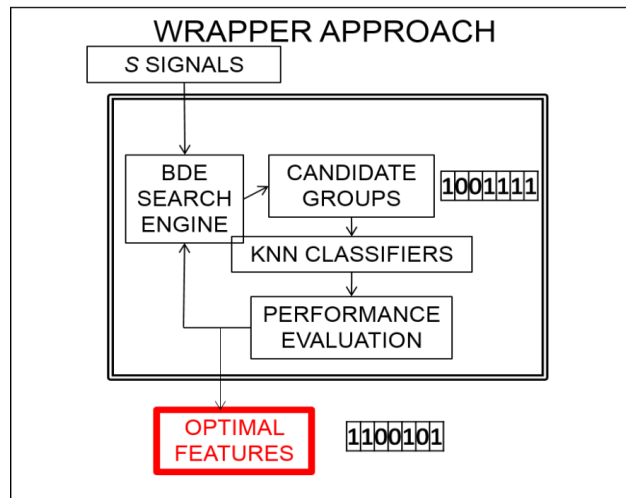 WRAPPER APPROACH
S SIGNALS
BDE
SEARCH
ENGINE
CANDIDATE
GROUPS
1001111
KNN CLASSIFIERS
PERFORMANCE
EVALUATION
OPTIMAL
FEATURES
1100101